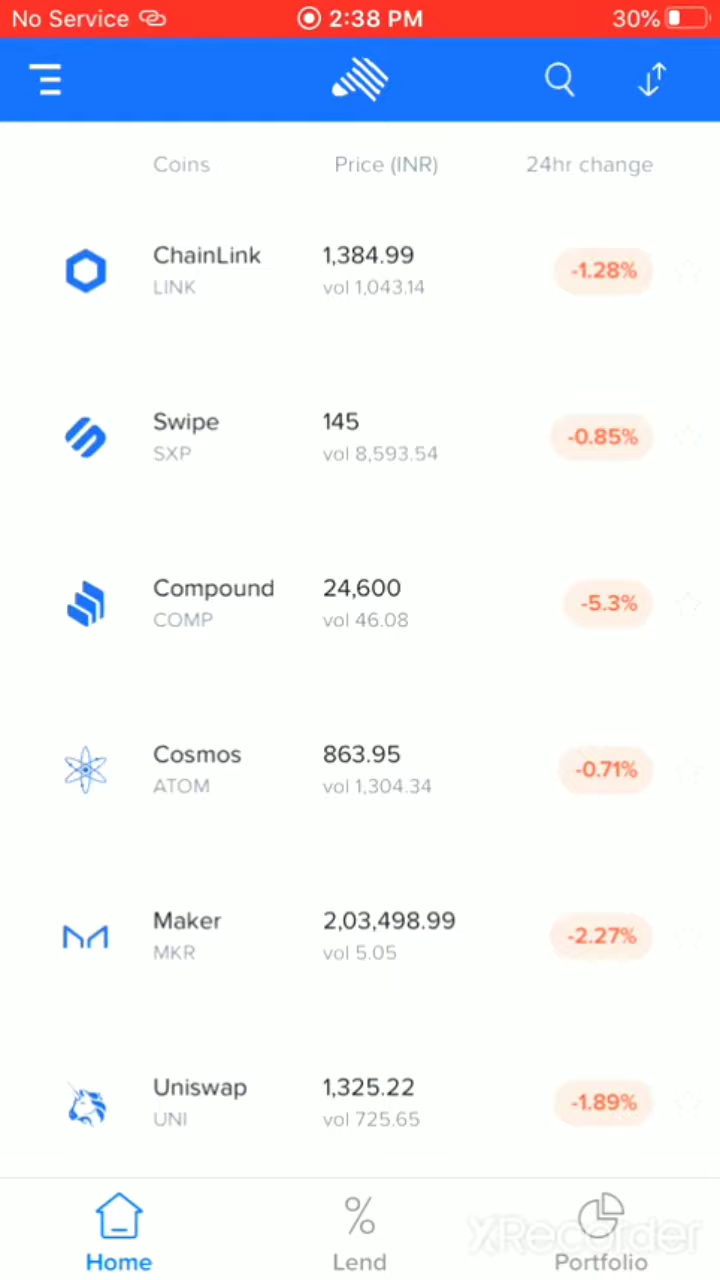 No Service 2:38 PM 30%
Coins Price (INR) 24hr change
ChainLink 1,384.99 -1.28%
LINK vol 1,043.14
Swipe 145 -0.85%
SXP vol 8,593.54
Compound 24,600 -5.3%
COMP vol 46.08
Cosmos 863.95 -0.71%
ATOM vol 1,304.34
Maker 2,03,498.99 -2.27%
MKR vol 5.05
Uniswap 1,325.22 -1.89%
UNI vol 725.65
XRecorder
Home Lend Portfolio